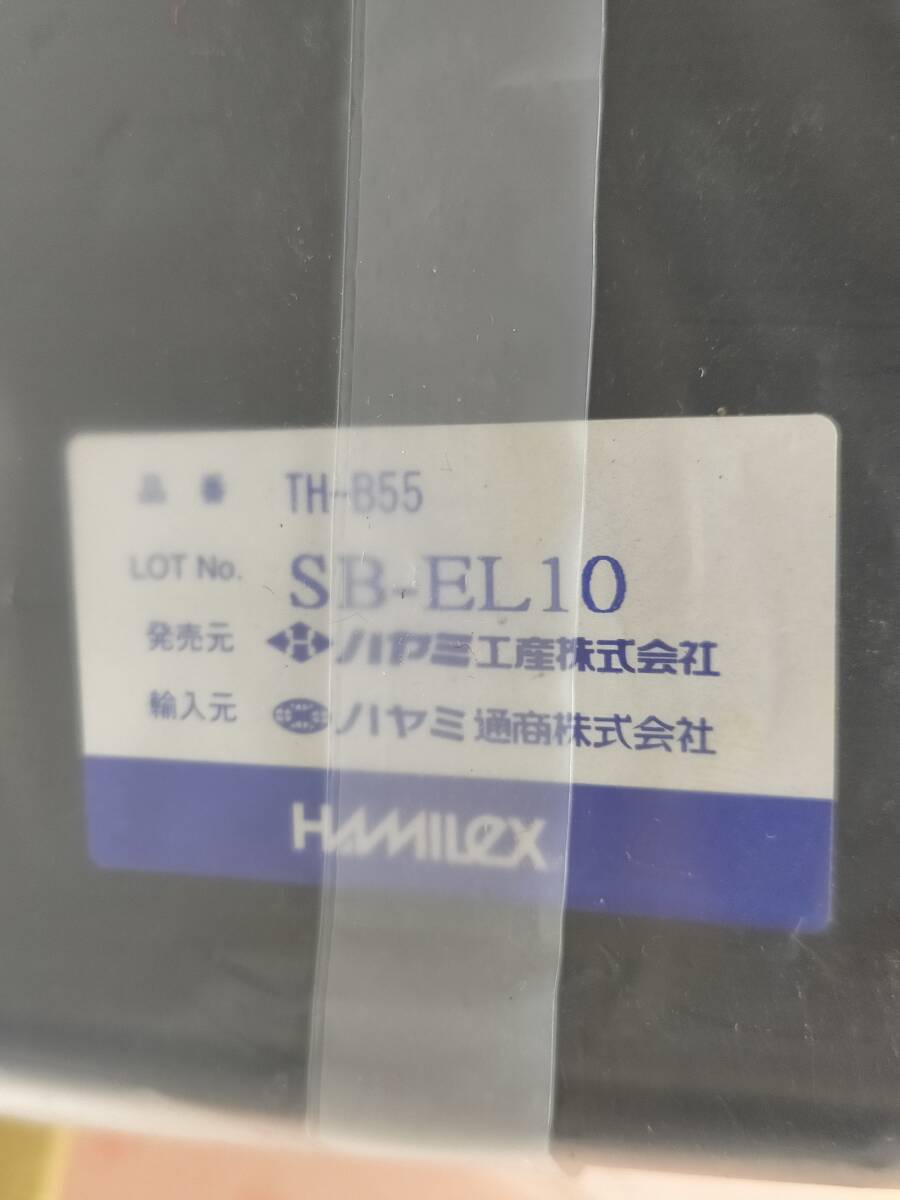 品番 TH-B55
LOT No. SB-EL10
発売元 H ハヤミ工産株式会社
輸入元 ハヤミ通商株式会社
HAMILeX